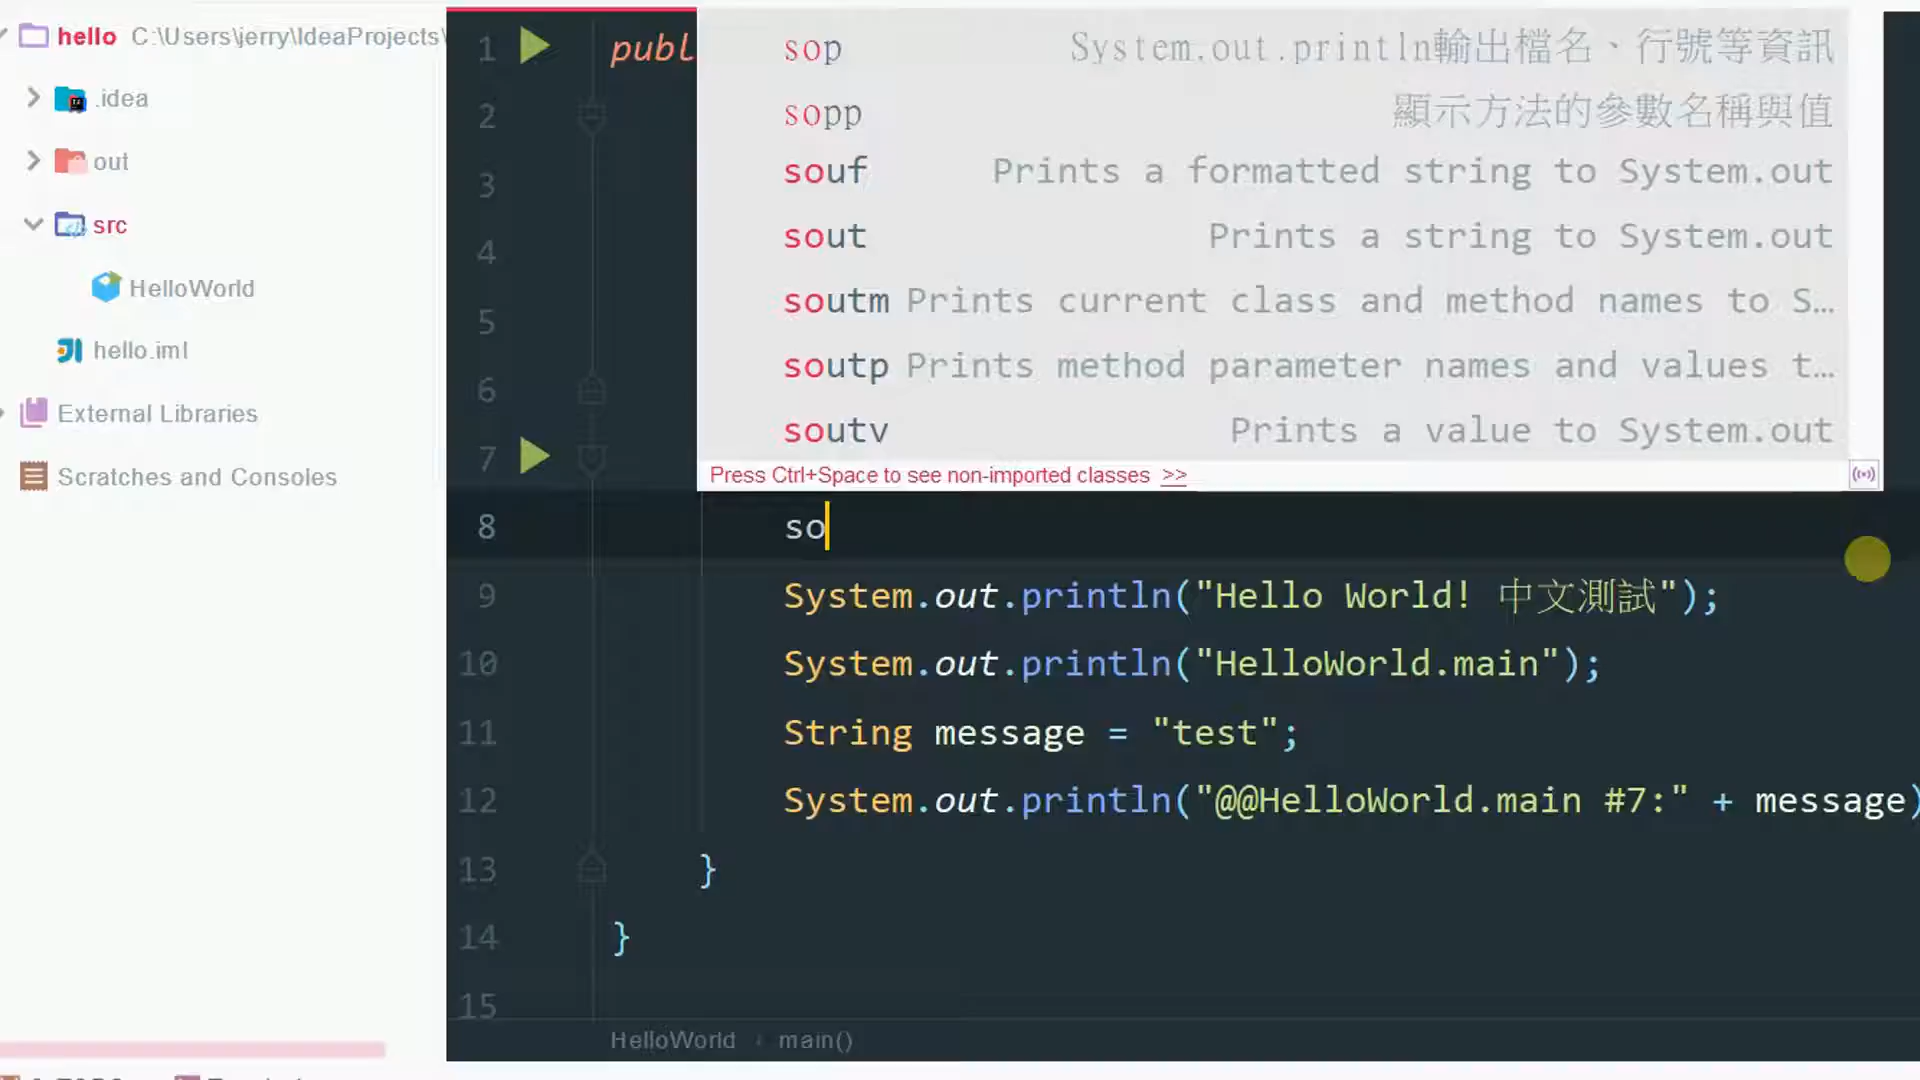 hello C:\Users\jerry\IdeaProjects\
.idea
out
src
HelloWorld
hello.iml
External Libraries
Scratches and Consoles
1 publ
2
3
4
5
6
7
sop System.out.println輸出檔名、行號等資訊
sopp 顯示方法的參數名稱與值
souf Prints a formatted string to System.out
sout Prints a string to System.out
soutm Prints current class and method names to S…
soutp Prints method parameter names and values t…
soutv Prints a value to System.out
Press Ctrl+Space to see non-imported classes >>
8 so
9 System.out.println("Hello World! 中文測試");
10 System.out.println("HelloWorld.main");
11 String message = "test";
12 System.out.println("@@HelloWorld.main #7:" + message)
13 }
14 }
15
HelloWorld › main()